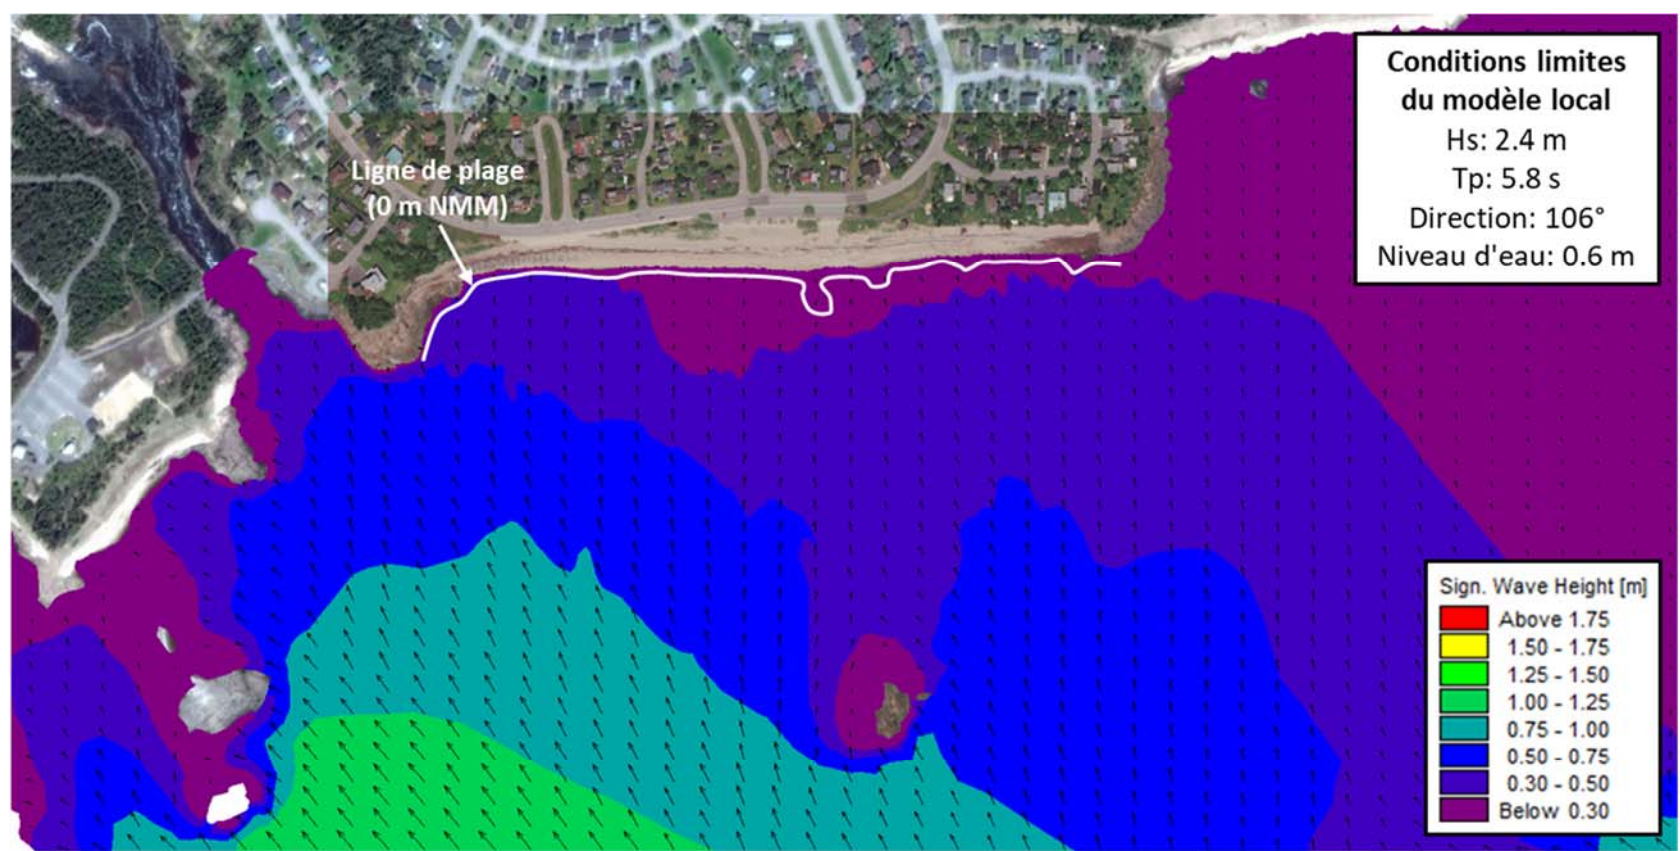 Conditions limites
du modèle local
Hs: 2.4 m
Tp: 5.8 s
Direction: 106°
Niveau d'eau: 0.6 m
Ligne de plage
(0 m NMM)
Sign. Wave Height [m]
Above 1.75
1.50 - 1.75
1.25 - 1.50
1.00 - 1.25
0.75 - 1.00
0.50 - 0.75
0.30 - 0.50
Below 0.30